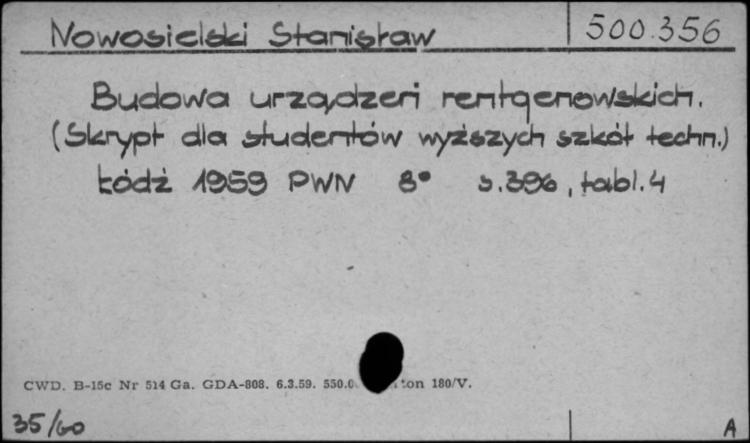 Nowosielski Stanisław 500.356
Budowa urządzeń rentgenowskich.
(Skrypt dla studentów wyższych szkół techn.)
Łódź 1959 PWN 8° s.396, tabl.4
CWD. B-15c Nr 514 Ga. GDA-808. 6.3.59. 550.0 ton 180/V.
35/60 A